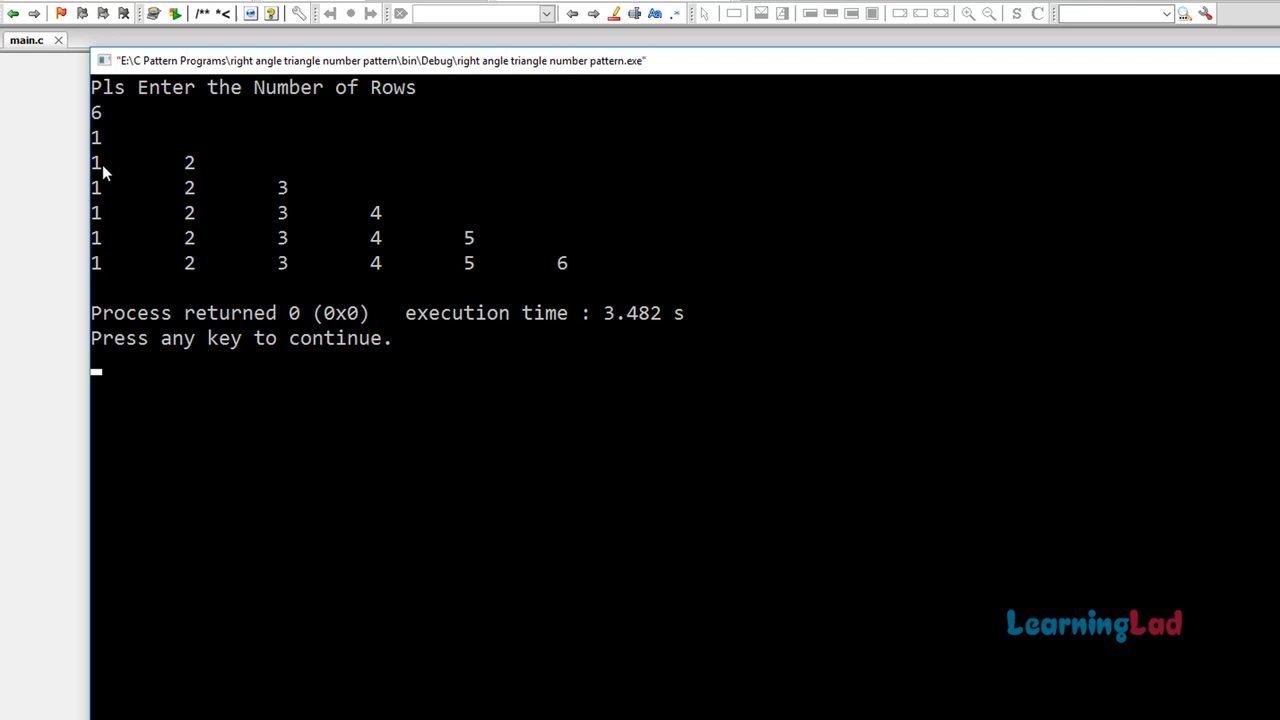 /** *<
S C
main.c
"E:\C Pattern Programs\right angle triangle number pattern\bin\Debug\right angle triangle number pattern.exe"
Pls Enter the Number of Rows
6
1
1 2
1 2 3
1 2 3 4
1 2 3 4 5
1 2 3 4 5 6
Process returned 0 (0x0) execution time : 3.482 s
Press any key to continue.
LearningLad